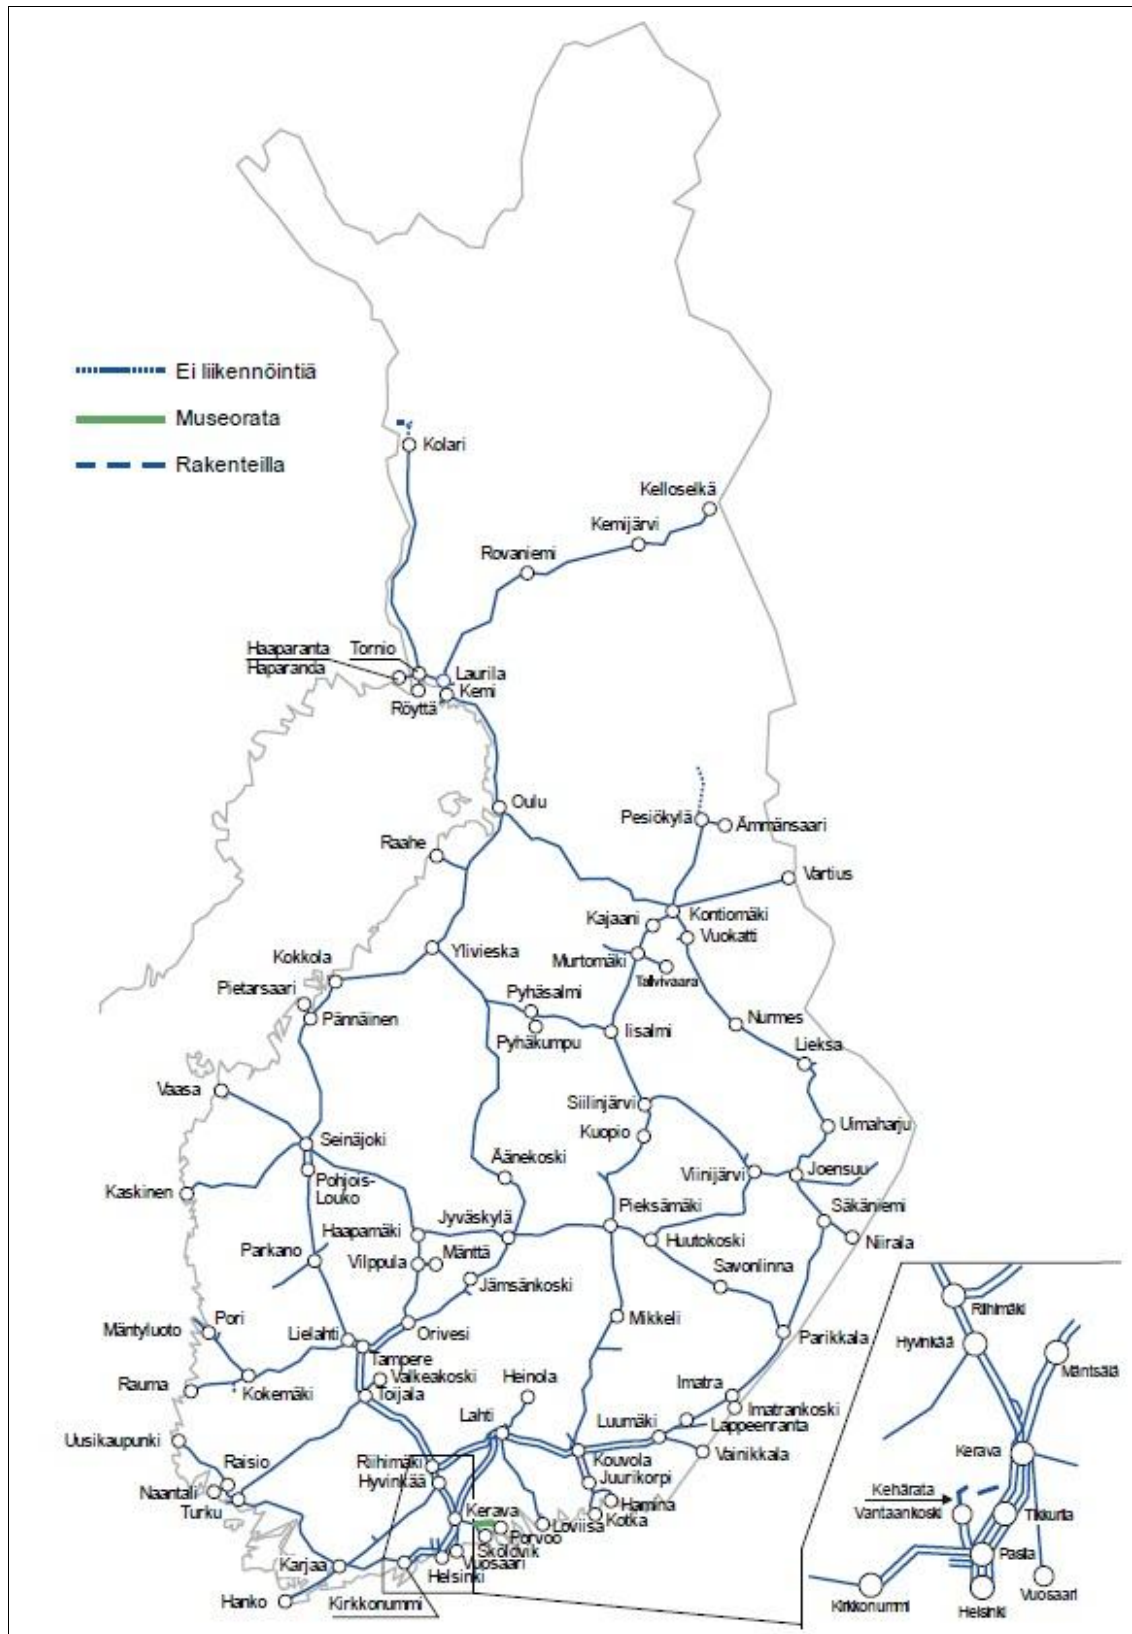 Ei liikennöintiä
Museorata
Rakenteilla
Kolari
Kelloselkä
Kemijärvi
Rovaniemi
Haaparanta
Haparanda
Tornio
Laurila
Kemi
Röyttä
Oulu
Pesiökylä
Ämmänsaari
Raahe
Vartius
Kontiomäki
Kajaani
Vuokatti
Ylivieska
Murtomäki
Talvivaara
Kokkola
Pietarsaari
Pännäinen
Pyhäsalmi
Pyhäkumpu
Iisalmi
Nurmes
Lieksa
Vaasa
Siilinjärvi
Kuopio
Uimaharju
Seinäjoki
Äänekoski
Viinijärvi
Joensuu
Pohjois-
Louko
Kaskinen
Pieksämäki
Säkäniemi
Haapamäki
Jyväskylä
Huutokoski
Niirala
Parkano
Vilppula
Mänttä
Jämsänkoski
Savonlinna
Pori
Mäntyluoto
Lielahti
Orivesi
Mikkeli
Parikkala
Tampere
Valkeakoski
Toijala
Heinola
Rauma
Kokemäki
Imatra
Imatrankoski
Lahti
Luumäki
Lappeenranta
Uusikaupunki
Kouvola
Vainikkala
Raisio
Riihimäki
Hyvinkää
Juurikorpi
Naantali
Turku
Hamina
Kotka
Kerava
Porvoo
Loviisa
Sköldvik
Vuosaari
Helsinki
Karjaa
Hanko
Kirkkonummi
Riihimäki
Hyvinkää
Mäntsälä
Kerava
Kehärata
Vantaankoski
Tikkurila
Pasila
Kirkkonummi
Helsinki
Vuosaari